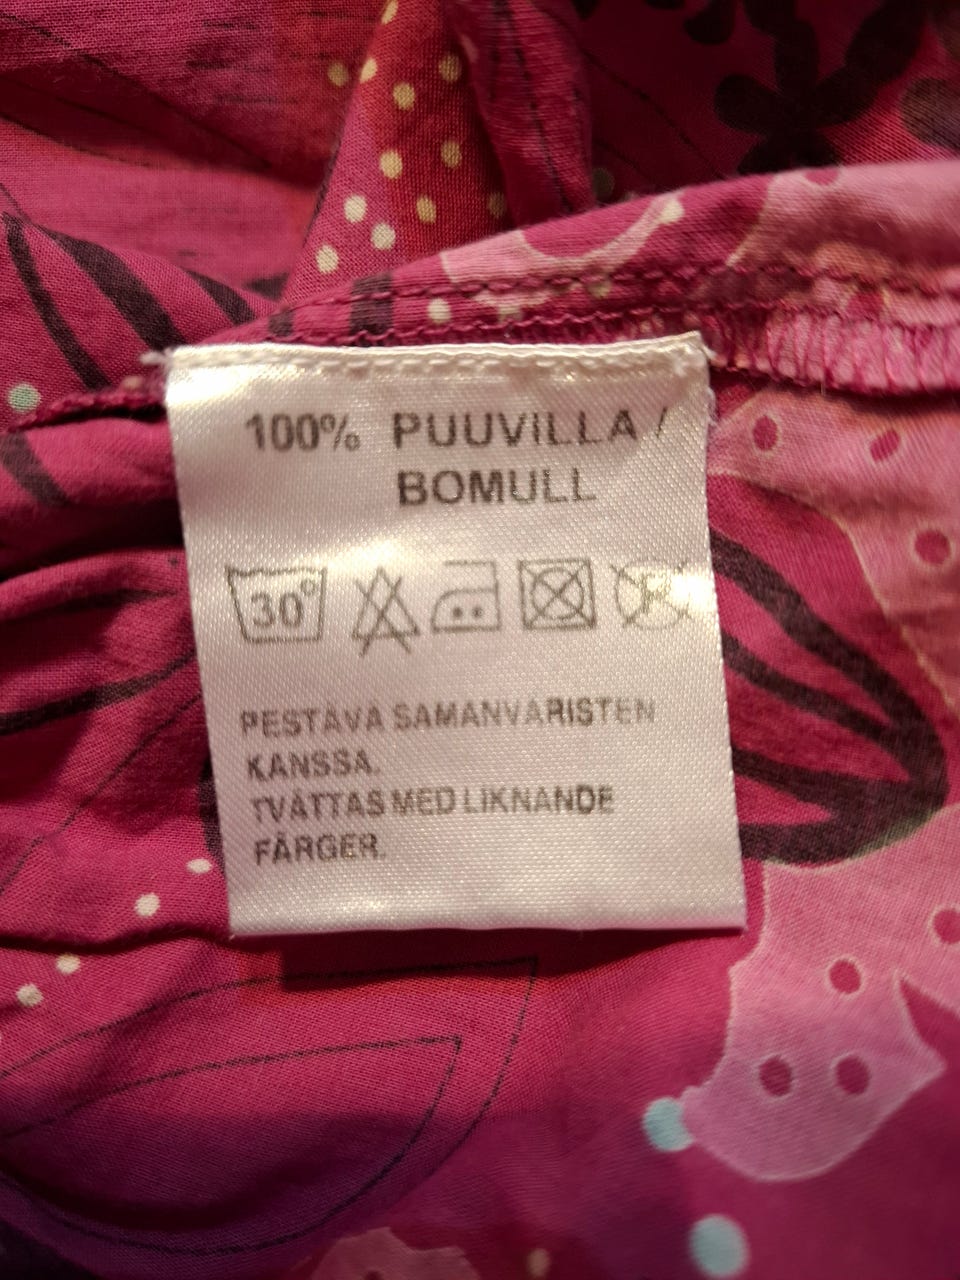 100% PUUVILLA /
BOMULL
30°
PESTÄVÄ SAMANVÄRISTEN
KANSSA.
TVÄTTAS MED LIKNANDE
FÄRGER.